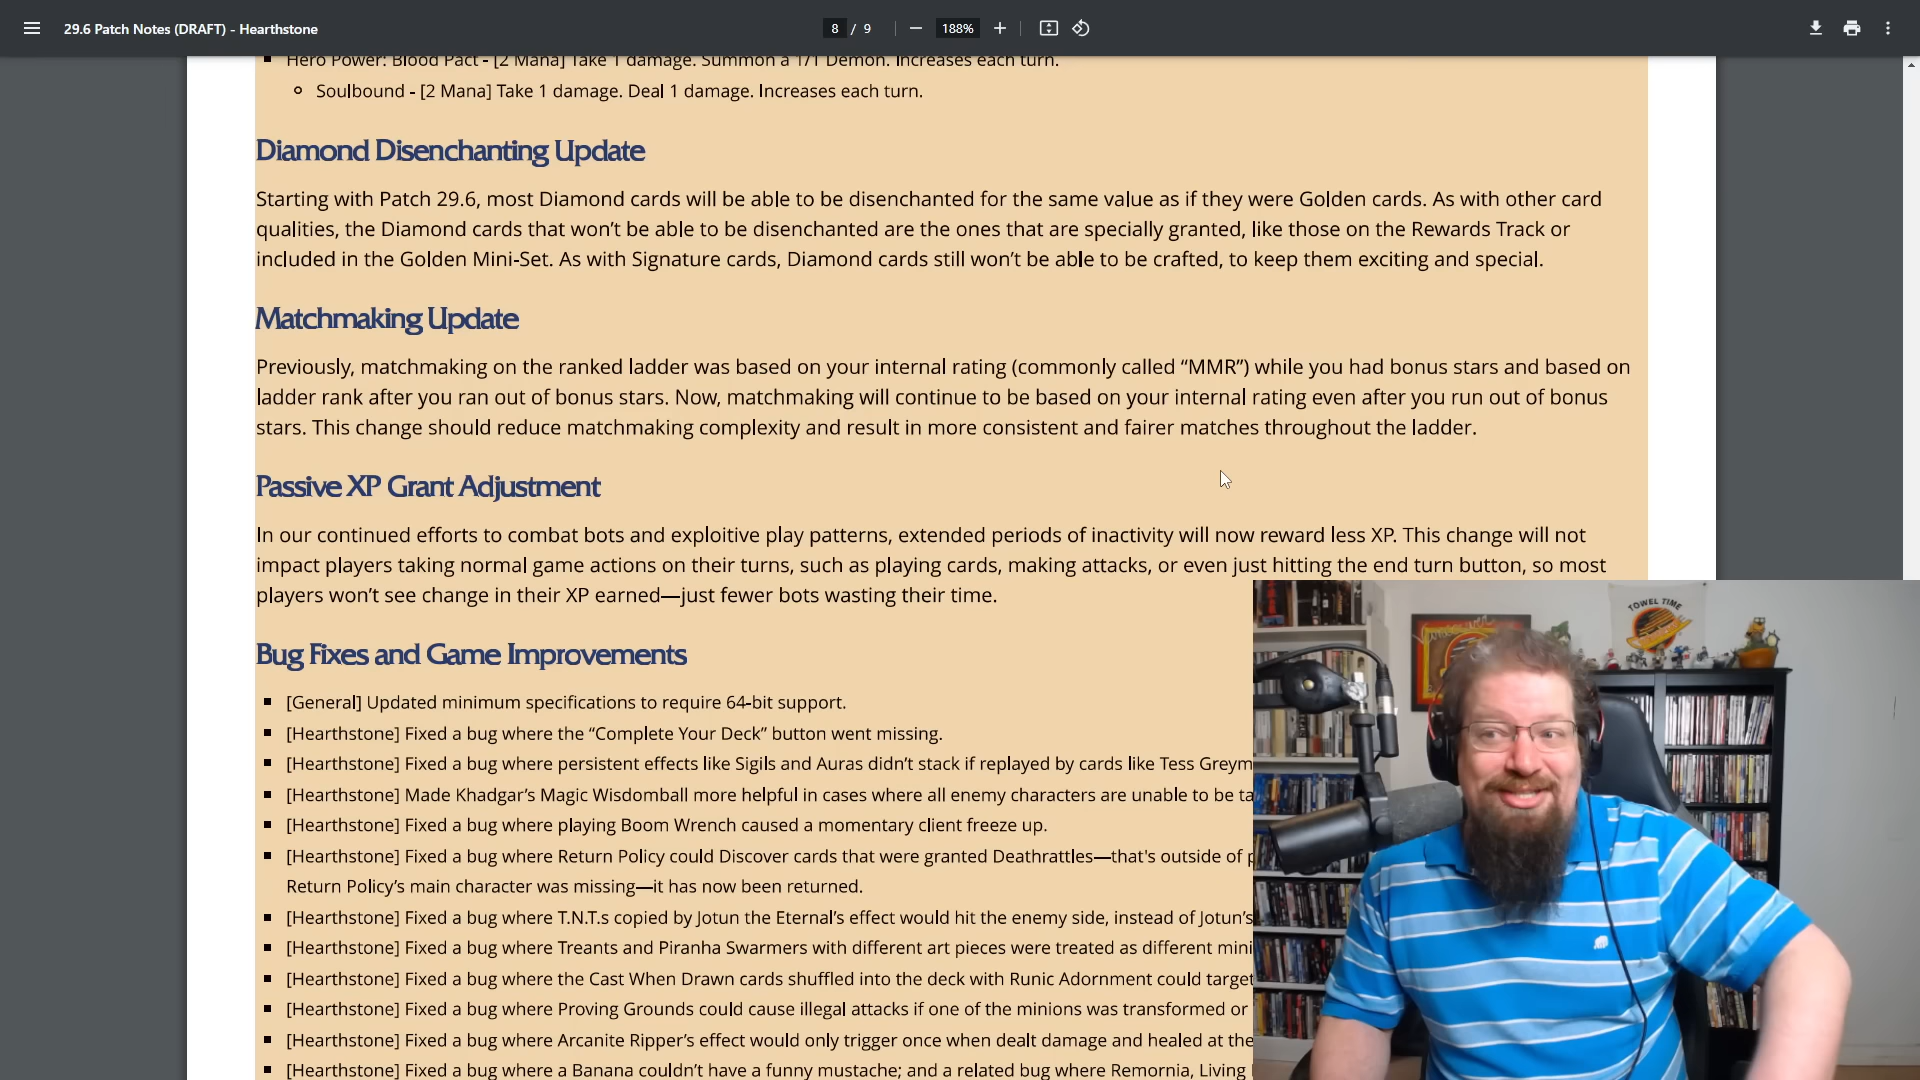 29.6 Patch Notes (DRAFT) - Hearthstone
8 / 9
188%
Hero Power: Blood Pact - [2 Mana] Take 1 damage. Summon a 1/1 Demon. Increases each turn.
Soulbound - [2 Mana] Take 1 damage. Deal 1 damage. Increases each turn.
Diamond Disenchanting Update
Starting with Patch 29.6, most Diamond cards will be able to be disenchanted for the same value as if they were Golden cards. As with other card
qualities, the Diamond cards that won’t be able to be disenchanted are the ones that are specially granted, like those on the Rewards Track or
included in the Golden Mini-Set. As with Signature cards, Diamond cards still won’t be able to be crafted, to keep them exciting and special.
Matchmaking Update
Previously, matchmaking on the ranked ladder was based on your internal rating (commonly called “MMR”) while you had bonus stars and based on
ladder rank after you ran out of bonus stars. Now, matchmaking will continue to be based on your internal rating even after you run out of bonus
stars. This change should reduce matchmaking complexity and result in more consistent and fairer matches throughout the ladder.
Passive XP Grant Adjustment
In our continued efforts to combat bots and exploitive play patterns, extended periods of inactivity will now reward less XP. This change will not
impact players taking normal game actions on their turns, such as playing cards, making attacks, or even just hitting the end turn button, so most
players won’t see change in their XP earned—just fewer bots wasting their time.
TOWEL TIME
Bug Fixes and Game Improvements
[General] Updated minimum specifications to require 64-bit support.
[Hearthstone] Fixed a bug where the “Complete Your Deck” button went missing.
[Hearthstone] Fixed a bug where persistent effects like Sigils and Auras didn’t stack if replayed by cards like Tess Greym
[Hearthstone] Made Khadgar’s Magic Wisdomball more helpful in cases where all enemy characters are unable to be ta
[Hearthstone] Fixed a bug where playing Boom Wrench caused a momentary client freeze up.
[Hearthstone] Fixed a bug where Return Policy could Discover cards that were granted Deathrattles—that's outside of p
Return Policy’s main character was missing—it has now been returned.
[Hearthstone] Fixed a bug where T.N.T.s copied by Jotun the Eternal’s effect would hit the enemy side, instead of Jotun’s
[Hearthstone] Fixed a bug where Treants and Piranha Swarmers with different art pieces were treated as different mini
[Hearthstone] Fixed a bug where the Cast When Drawn cards shuffled into the deck with Runic Adornment could target
[Hearthstone] Fixed a bug where Proving Grounds could cause illegal attacks if one of the minions was transformed or
[Hearthstone] Fixed a bug where Arcanite Ripper’s effect would only trigger once when dealt damage and healed at the
[Hearthstone] Fixed a bug where a Banana couldn’t have a funny mustache; and a related bug where Remornia, Living